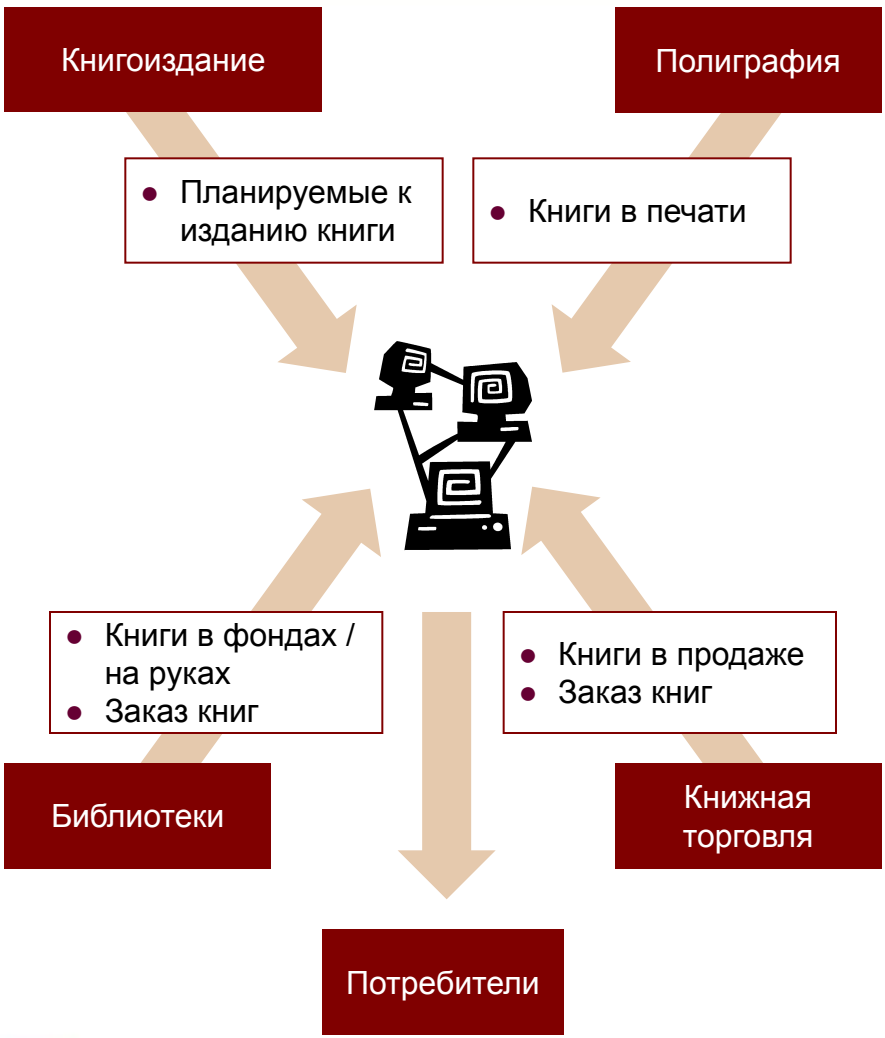 Книгоиздание
Полиграфия
● Планируемые к
изданию книги
● Книги в печати
● Книги в фондах /
на руках
● Заказ книг
● Книги в продаже
● Заказ книг
Библиотеки
Книжная
торговля
Потребители